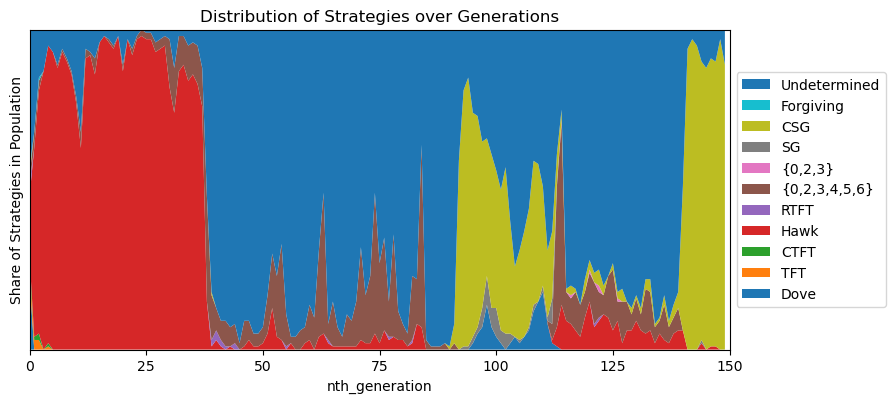 Distribution of Strategies over Generations
Share of Strategies in Population
0 25 50 75 100 125 150
nth_generation
Undetermined
Forgiving
CSG
SG
{0,2,3}
{0,2,3,4,5,6}
RTFT
Hawk
CTFT
TFT
Dove